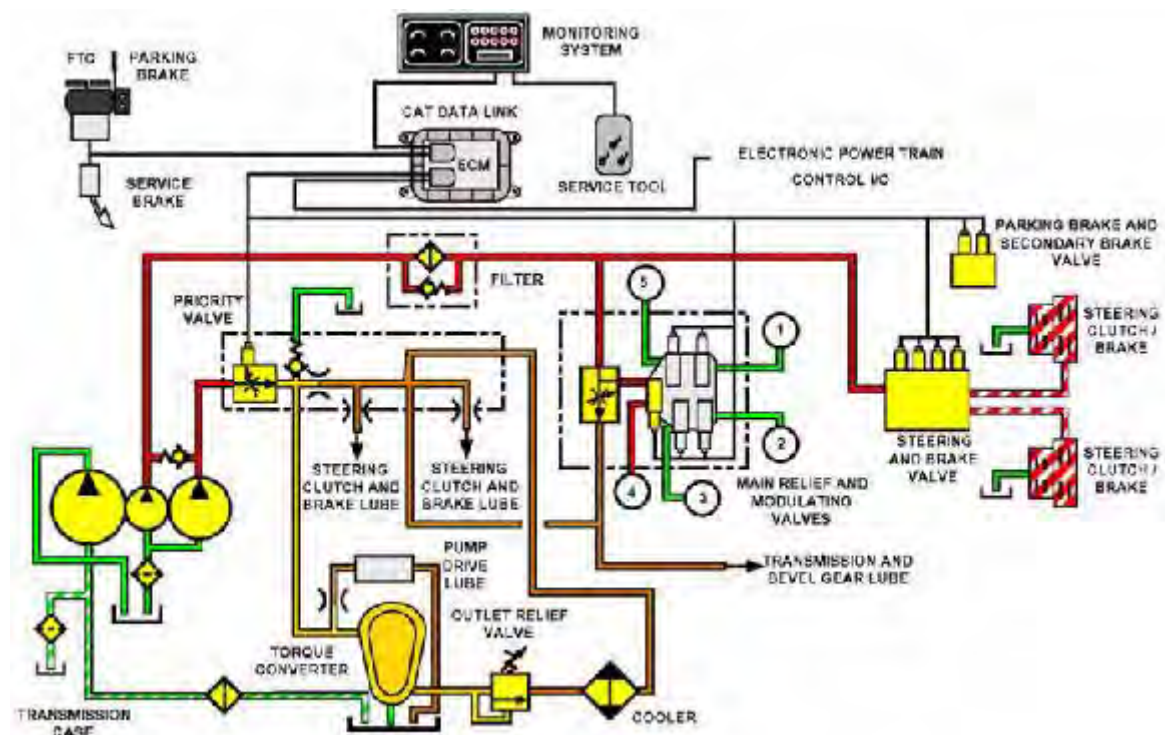 MONITORING
SYSTEM
FTC
PARKING
BRAKE
CAT DATA LINK
ECM
SERVICE
BRAKE
SERVICE TOOL
ELECTRONIC POWER TRAIN
CONTROL I/O
PARKING BRAKE AND
SECONDARY BRAKE
VALVE
PRIORITY
VALVE
FILTER
5
1
STEERING
CLUTCH /
BRAKE
2
4
3
STEERING
AND BRAKE
VALVE
STEERING
CLUTCH /
BRAKE
STEERING
CLUTCH AND
BRAKE LUBE
STEERING
CLUTCH AND
BRAKE LUBE
MAIN RELIEF AND
MODULATING
VALVES
PUMP
DRIVE
LUBE
TRANSMISSION AND
BEVEL GEAR LUBE
OUTLET RELIEF
VALVE
TORQUE
CONVERTER
COOLER
TRANSMISSION
CASE